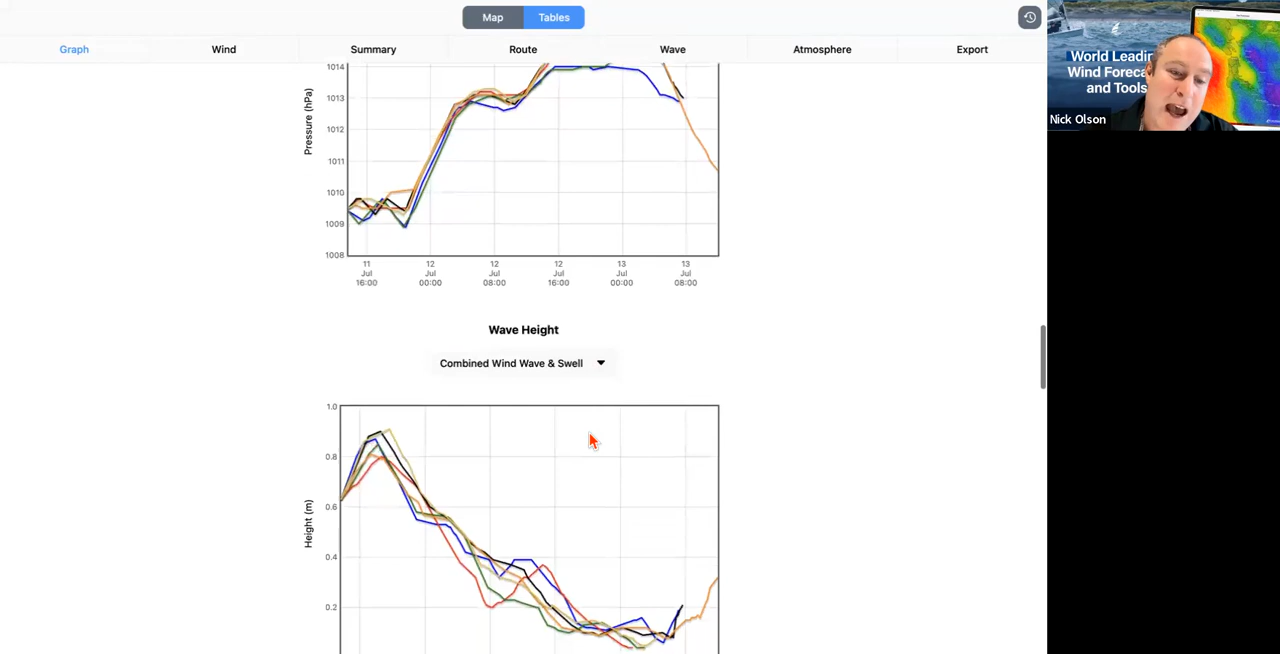 Map
Tables
Graph
Wind
Summary
Route
Wave
Atmosphere
Export
1014
1013
1012
1011
1010
1009
1008
Pressure (hPa)
11
Jul
16:00
12
Jul
00:00
12
Jul
08:00
12
Jul
16:00
13
Jul
00:00
13
Jul
08:00
Wave Height
Combined Wind Wave & Swell
1.0
0.8
0.6
0.4
0.2
Height (m)
World Leadin
Wind Foreca
and Tools
Nick Olson